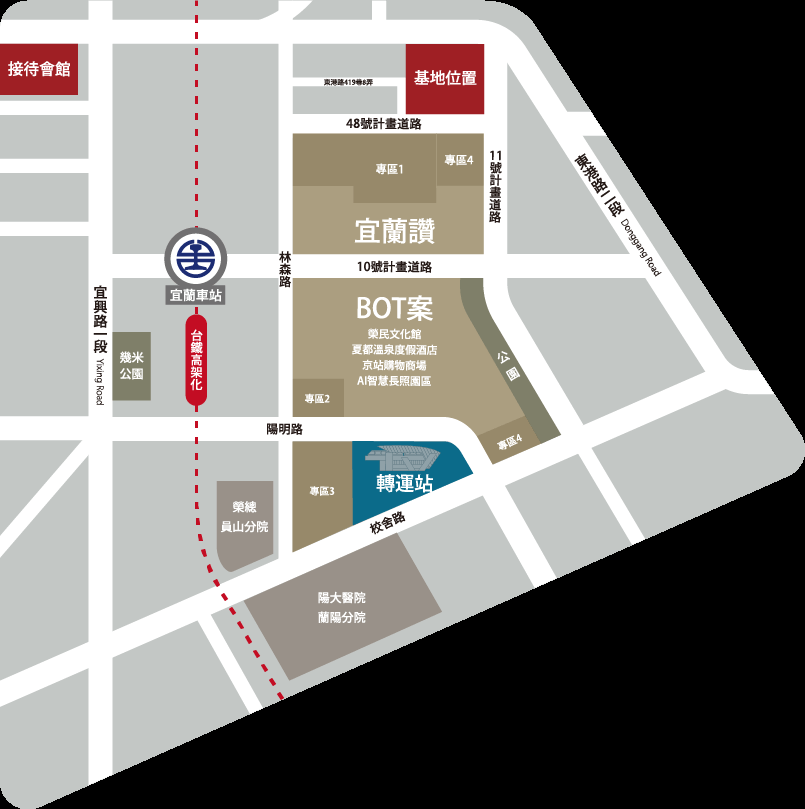 接待會館
基地位置
東港路419巷8弄
48號計畫道路
專區1
專區4
11號計畫道路
東港路二段
Donggang Road
宜蘭讚
林森路
10號計畫道路
宜蘭車站
宜興路一段
Yixing Road
台鐵高架化
幾米
公園
BOT案
榮民文化館
夏都溫泉度假酒店
京站購物商場
AI智慧長照園區
公園
專區2
陽明路
專區4
專區3
轉運站
榮總
員山分院
校舍路
陽大醫院
蘭陽分院